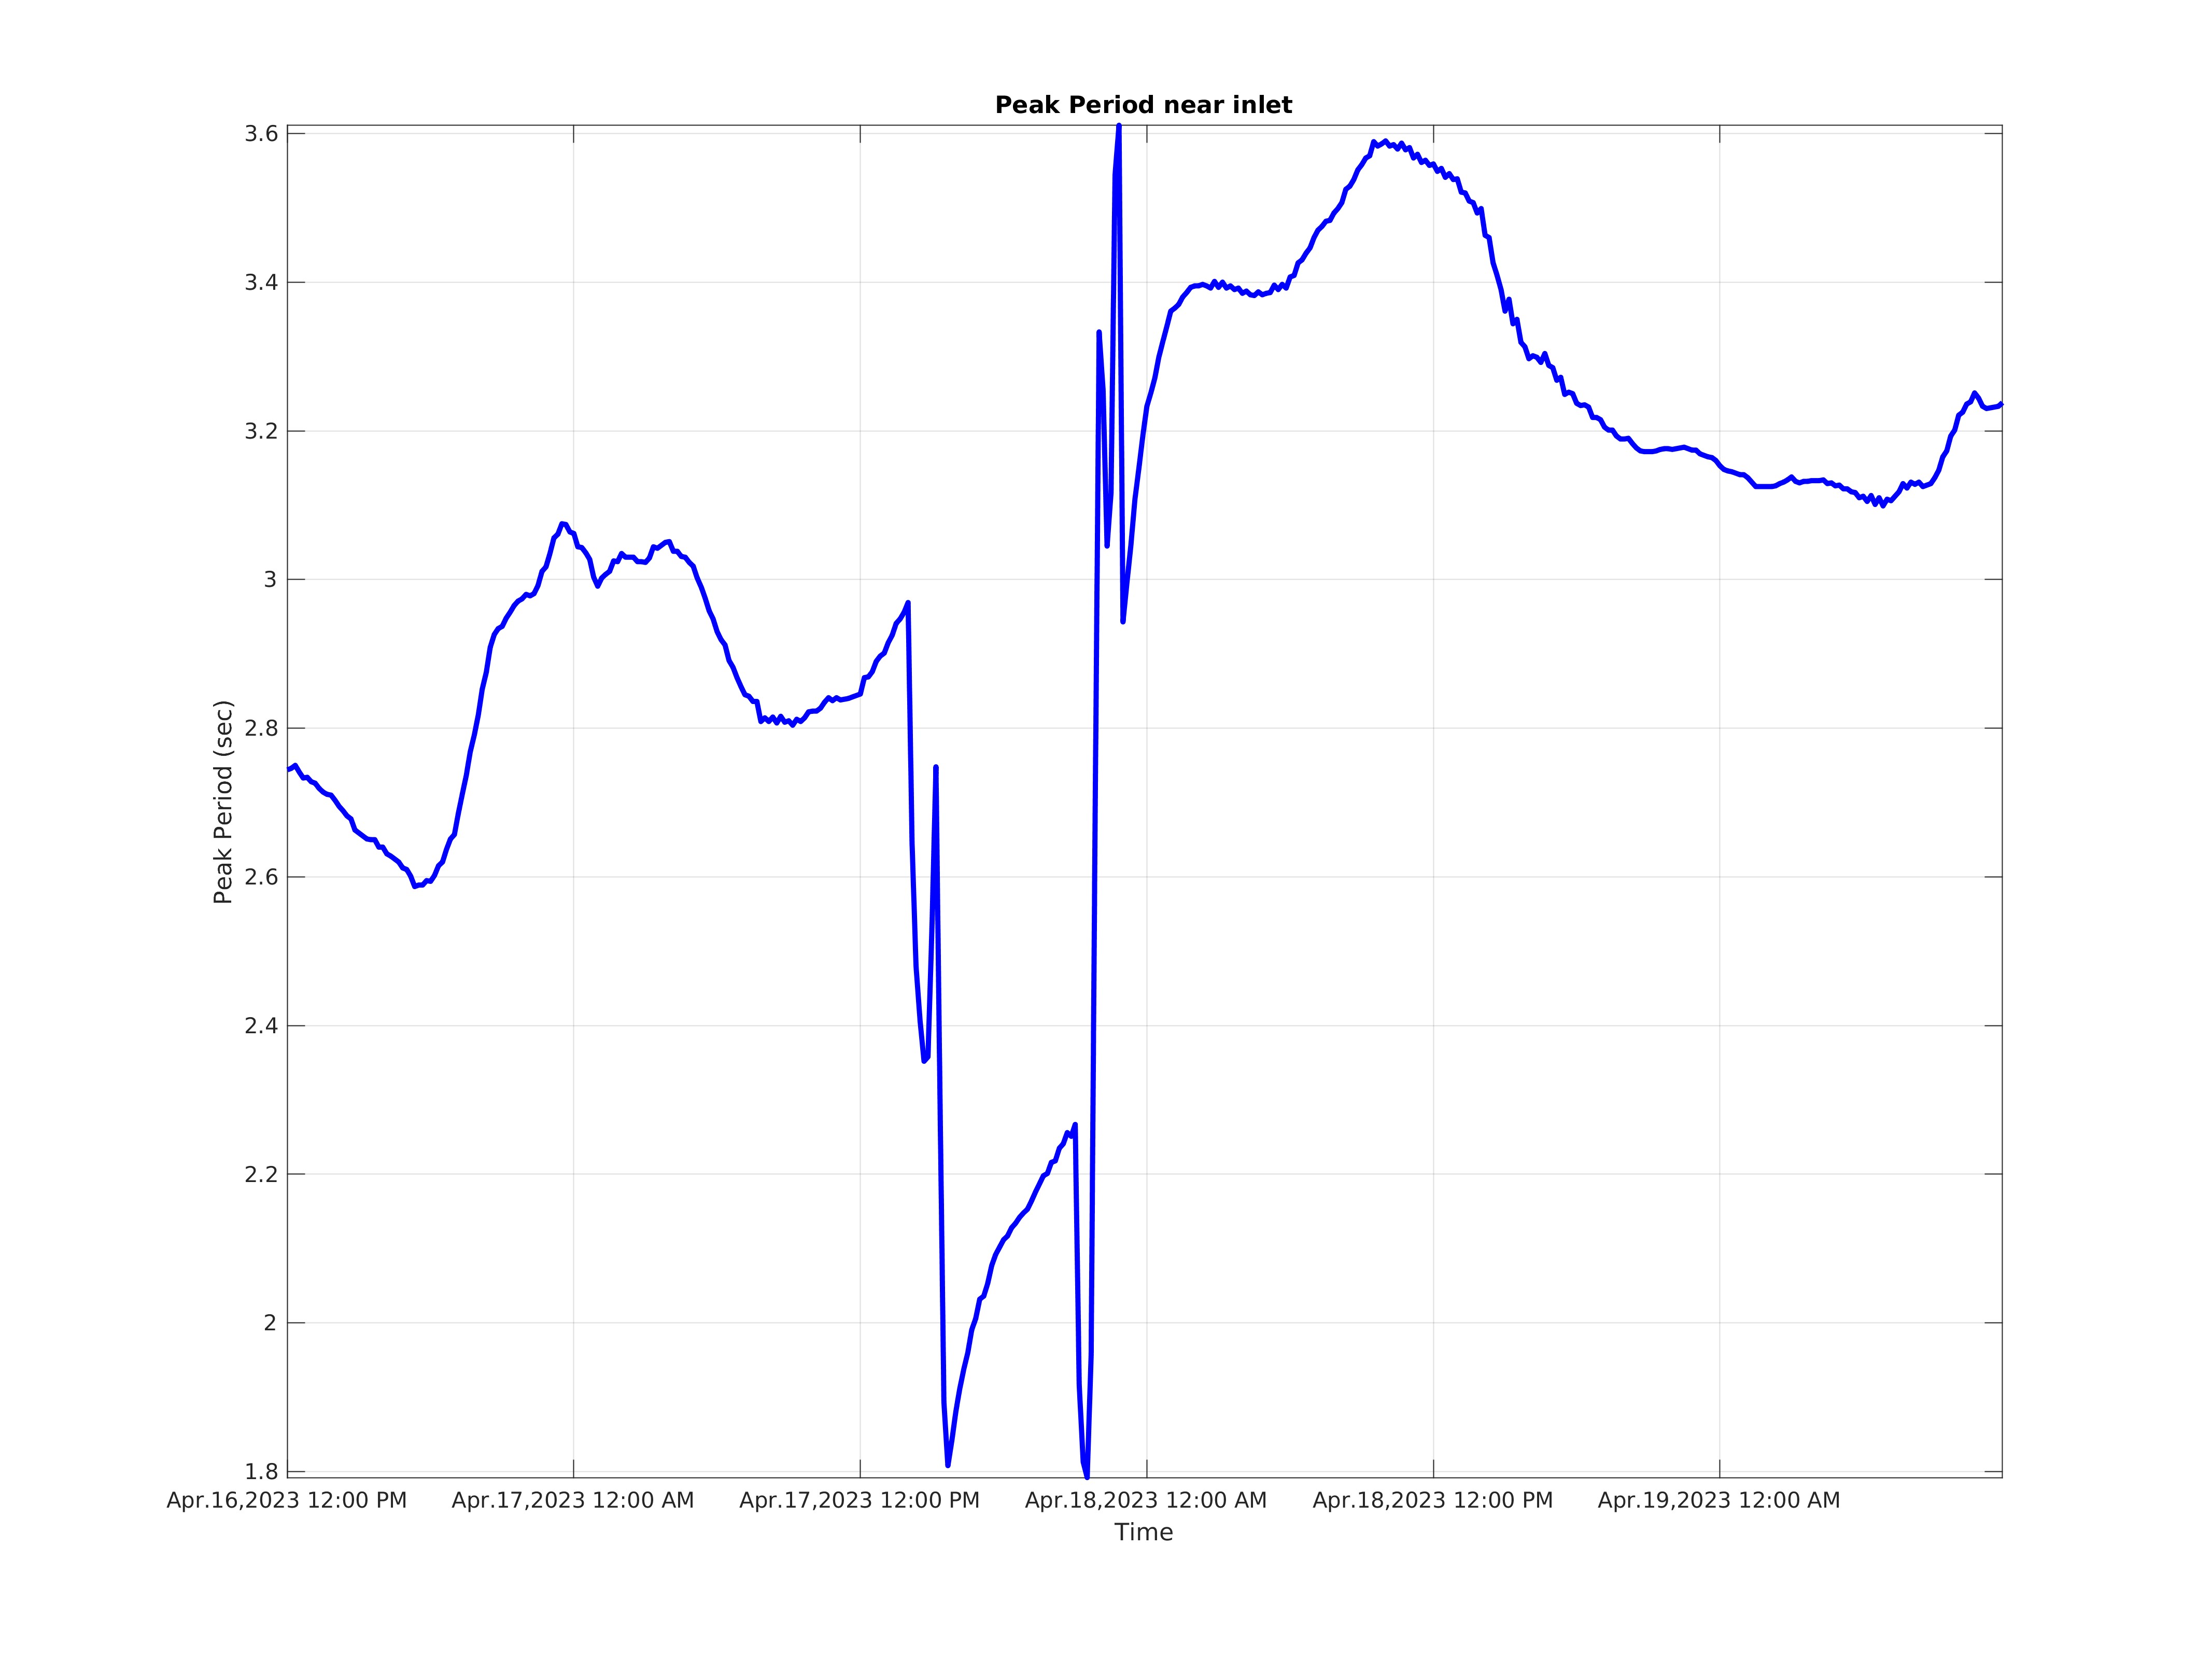 Peak Period near inlet
Peak Period (sec)
3.6
3.4
3.2
3
2.8
2.6
2.4
2.2
2
1.8
Apr.16,2023 12:00 PM
Apr.17,2023 12:00 AM
Apr.17,2023 12:00 PM
Apr.18,2023 12:00 AM
Apr.18,2023 12:00 PM
Apr.19,2023 12:00 AM
Time